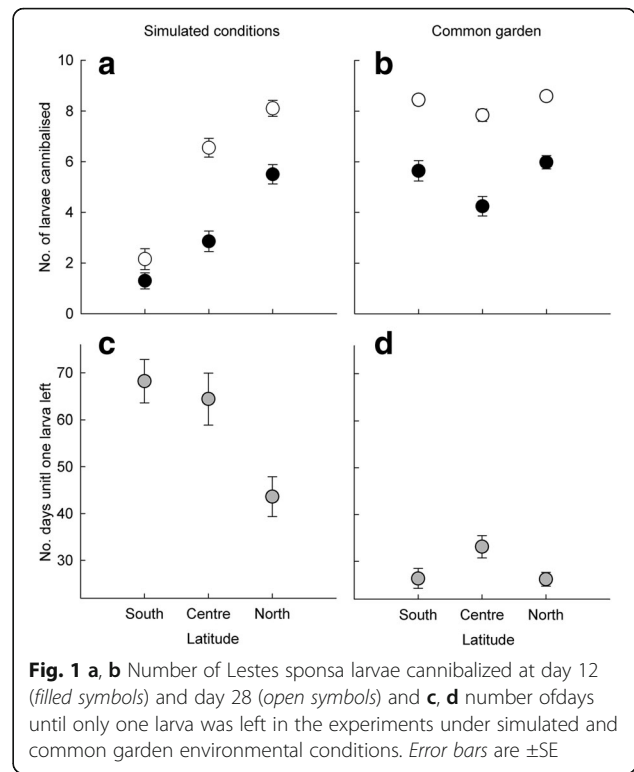 Simulated conditions
Common garden
a
b
No. of larvae cannibalised
10
8
6
4
2
0
c
d
No. days unitl one larva left
70
60
50
40
30
South Centre North
South Centre North
Latitude
Latitude
Fig. 1 a, b Number of Lestes sponsa larvae cannibalized at day 12
(filled symbols) and day 28 (open symbols) and c, d number ofdays
until only one larva was left in the experiments under simulated and
common garden environmental conditions. Error bars are ±SE